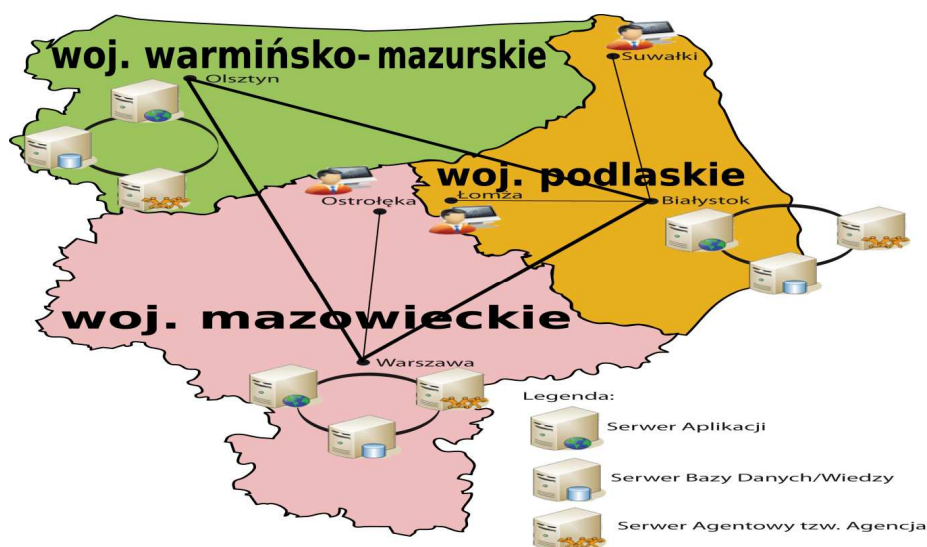 woj. warmińsko-mazurskie
Suwałki
Olsztyn
woj. podlaskie
Łomża
Białystok
Ostrołęka
woj. mazowieckie
Warszawa
Legenda:
Serwer Aplikacji
Serwer Bazy Danych/Wiedzy
Serwer Agentowy tzw. Agencja